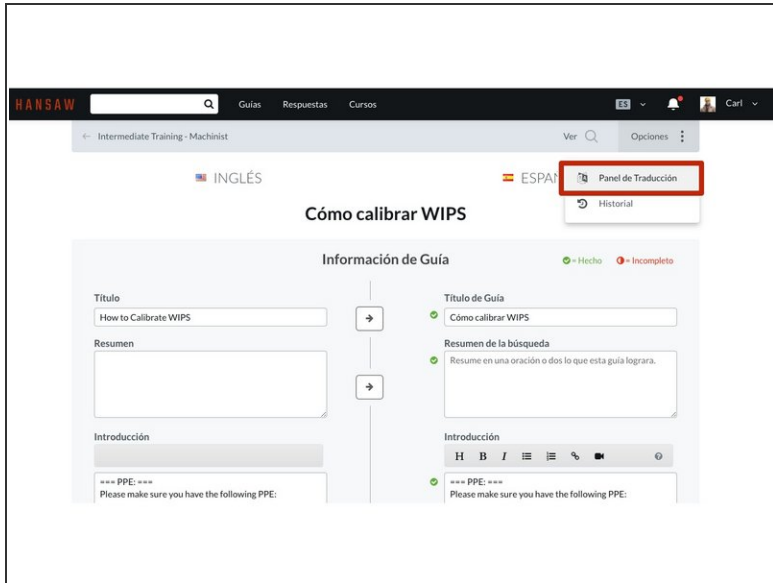 HANSAW Guías Respuestas Cursos ES Carl
← Intermediate Training - Machinist Ver Opciones
INGLÉS ESPAÑ Panel de Traducción
Historial
Cómo calibrar WIPS
Información de Guía = Hecho = Incompleto
Título Título de Guía
How to Calibrate WIPS → Cómo calibrar WIPS
Resumen Resumen de la búsqueda
Resume en una oración o dos lo que esta guía lograra.
→
Introducción Introducción
H B I
=== PPE: === === PPE: ===
Please make sure you have the following PPE: Please make sure you have the following PPE: